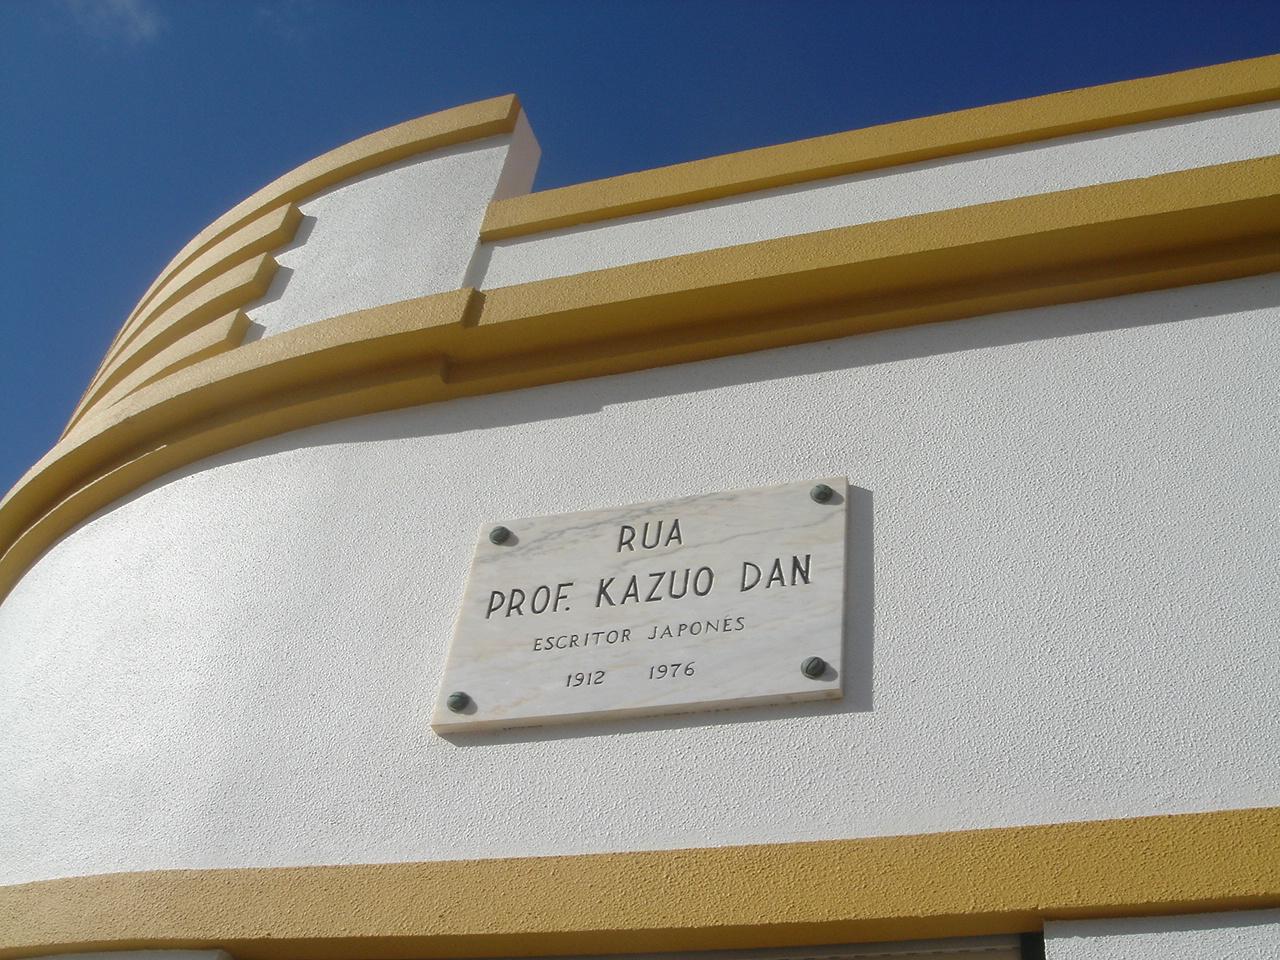 RUA
PROF. KAZUO DAN
ESCRITOR JAPONES
1912 1976